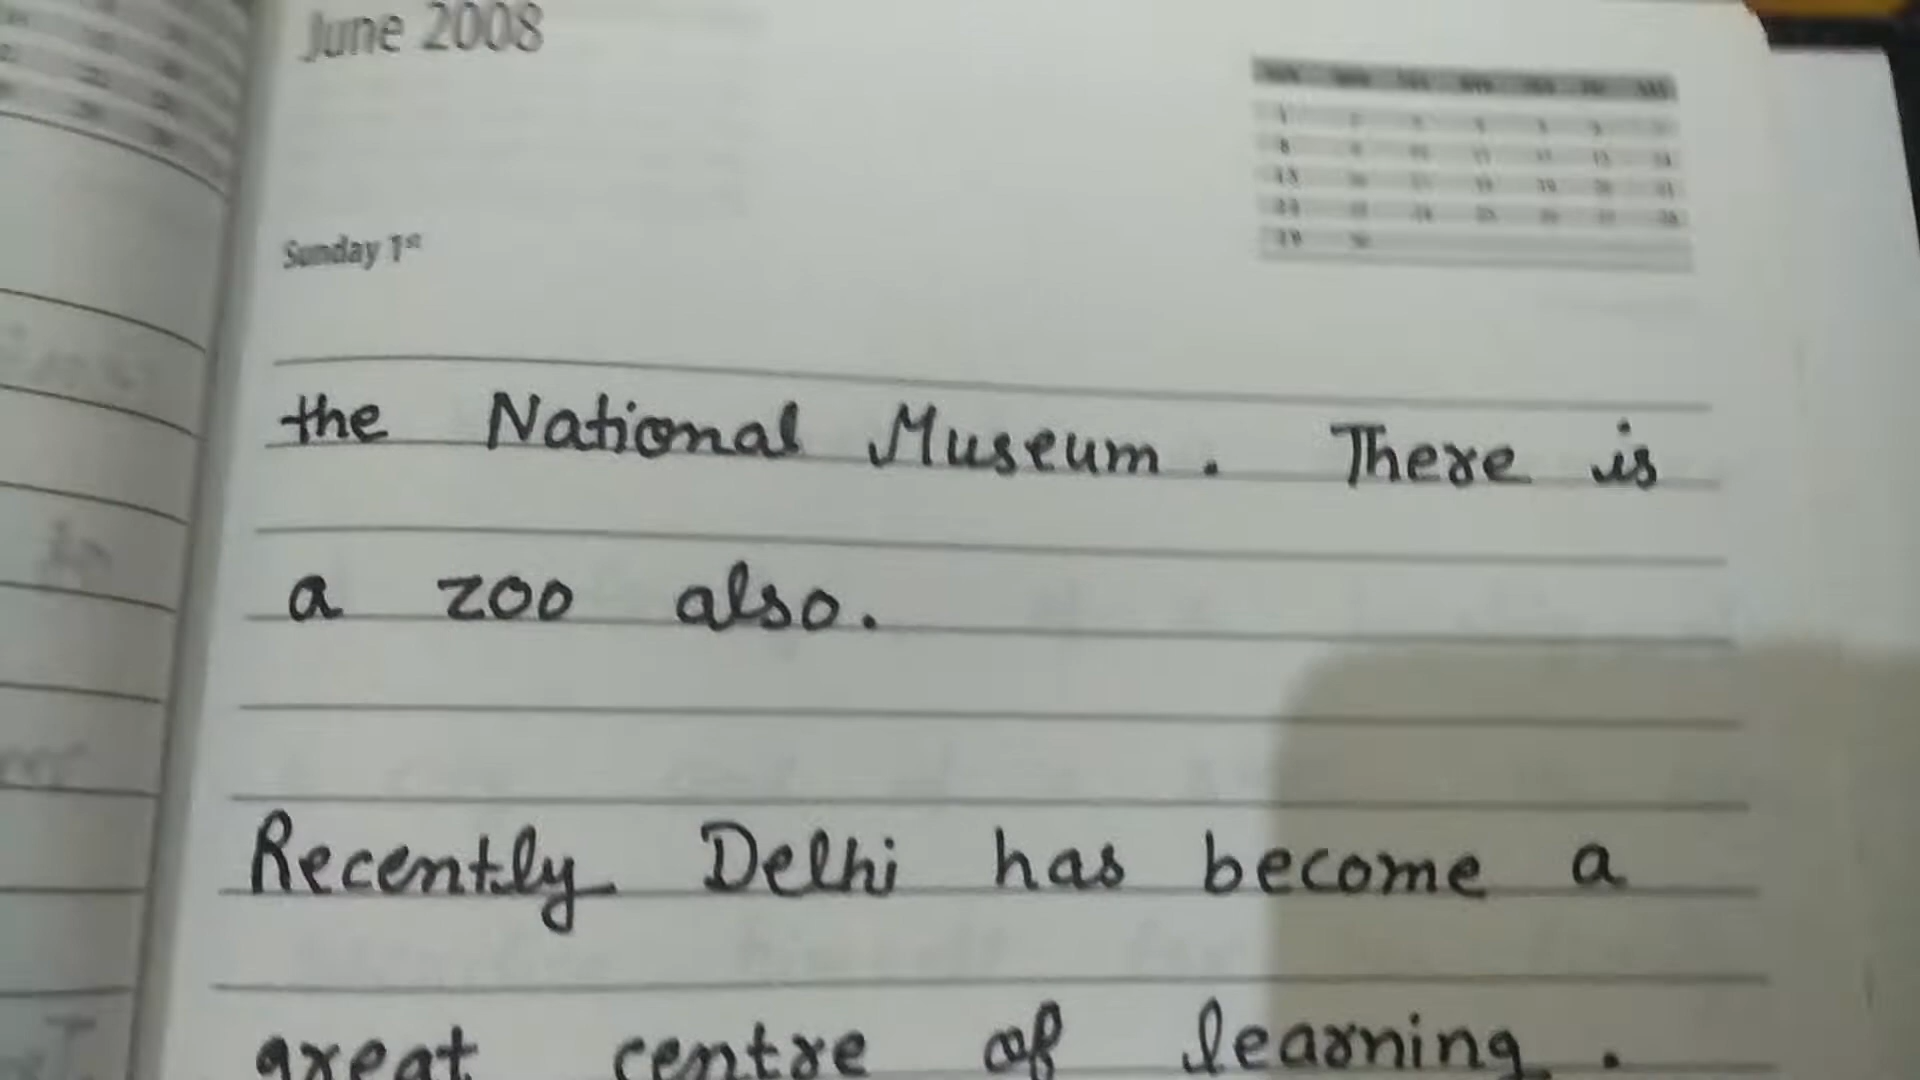 June 2008
Sunday 1st
the National Museum. There is
a zoo also.
Recently Delhi has become a
great centre of learning.